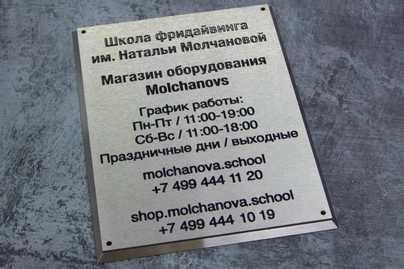 Школа Фридайвинга
им. Натальи Молчановой
Магазин оборудования
Molchanovs
График работы:
Пн-Пт / 11:00-19:00
Сб-Вс / 11:00-18:00
Праздничные дни / выходные
molchanova.school
+7 499 444 11 20
shop.molchanova.school
+7 499 444 10 19